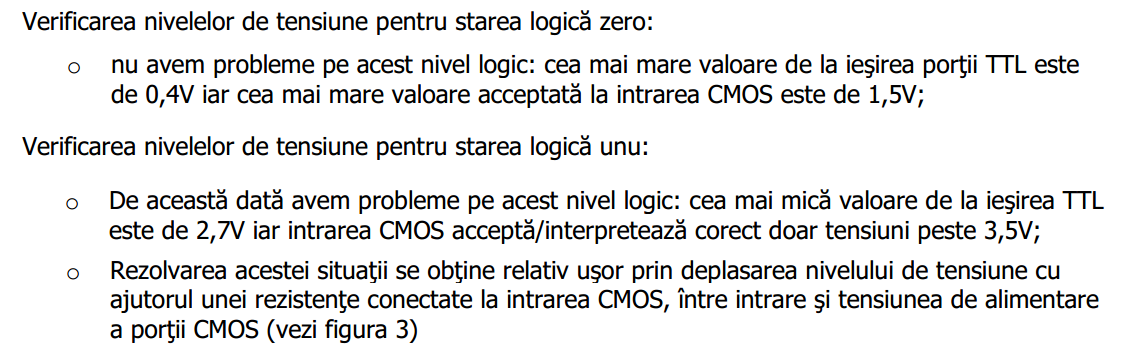 Verificarea nivelelor de tensiune pentru starea logică zero:
o nu avem probleme pe acest nivel logic: cea mai mare valoare de la ieşirea porţii TTL este
de 0,4V iar cea mai mare valoare acceptată la intrarea CMOS este de 1,5V;
Verificarea nivelelor de tensiune pentru starea logică unu:
o De această dată avem probleme pe acest nivel logic: cea mai mică valoare de la ieşirea TTL
este de 2,7V iar intrarea CMOS acceptă/interpretează corect doar tensiuni peste 3,5V;
o Rezolvarea acestei situaţii se obţine relativ uşor prin deplasarea nivelului de tensiune cu
ajutorul unei rezistenţe conectate la intrarea CMOS, între intrare şi tensiunea de alimentare
a porţii CMOS (vezi figura 3)